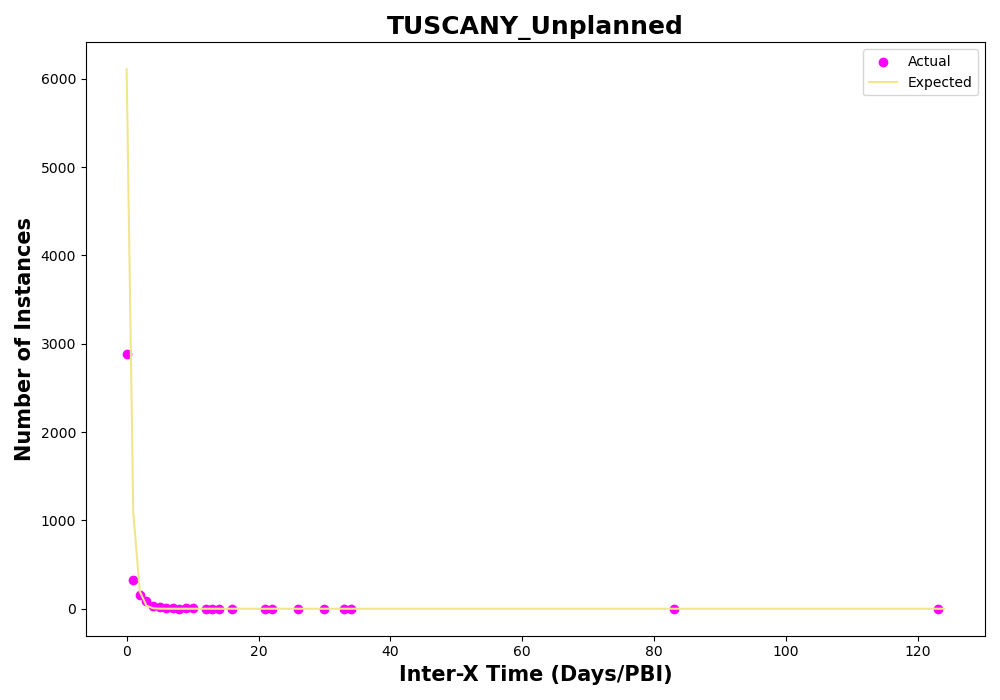 TUSCANY_Unplanned
Actual
Expected
Number of Instances
6000
5000
4000
3000
2000
1000
0
0 20 40 60 80 100 120
Inter-X Time (Days/PBI)